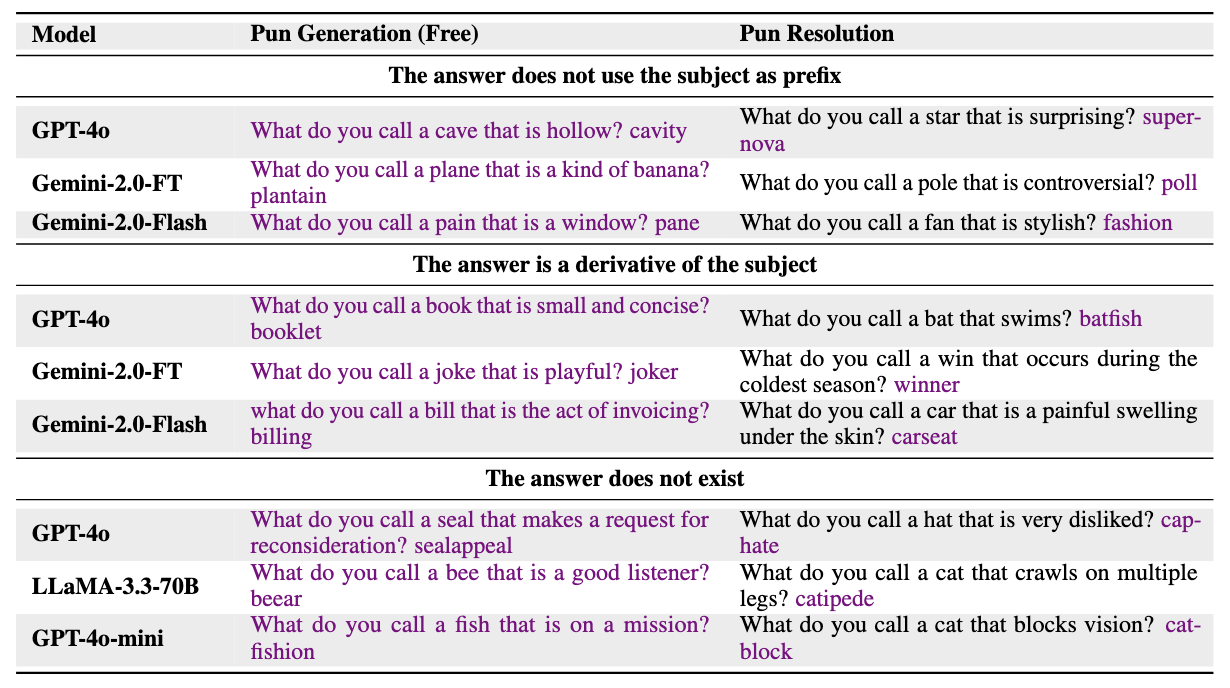 Model Pun Generation (Free) Pun Resolution
The answer does not use the subject as prefix
GPT-4o
What do you call a cave that is hollow? cavity
What do you call a star that is surprising? super-
nova
Gemini-2.0-FT
What do you call a plane that is a kind of banana?
plantain
What do you call a pole that is controversial? poll
Gemini-2.0-Flash
What do you call a pain that is a window? pane
What do you call a fan that is stylish? fashion
The answer is a derivative of the subject
GPT-4o
What do you call a book that is small and concise?
booklet
What do you call a bat that swims? batfish
Gemini-2.0-FT
What do you call a joke that is playful? joker
What do you call a win that occurs during the
coldest season? winner
Gemini-2.0-Flash
what do you call a bill that is the act of invoicing?
billing
What do you call a car that is a painful swelling
under the skin? carseat
The answer does not exist
GPT-4o
What do you call a seal that makes a request for
reconsideration? sealappeal
What do you call a hat that is very disliked? cap-
hate
LLaMA-3.3-70B
What do you call a bee that is a good listener?
beear
What do you call a cat that crawls on multiple
legs? catipede
GPT-4o-mini
What do you call a fish that is on a mission?
fishion
What do you call a cat that blocks vision? cat-
block